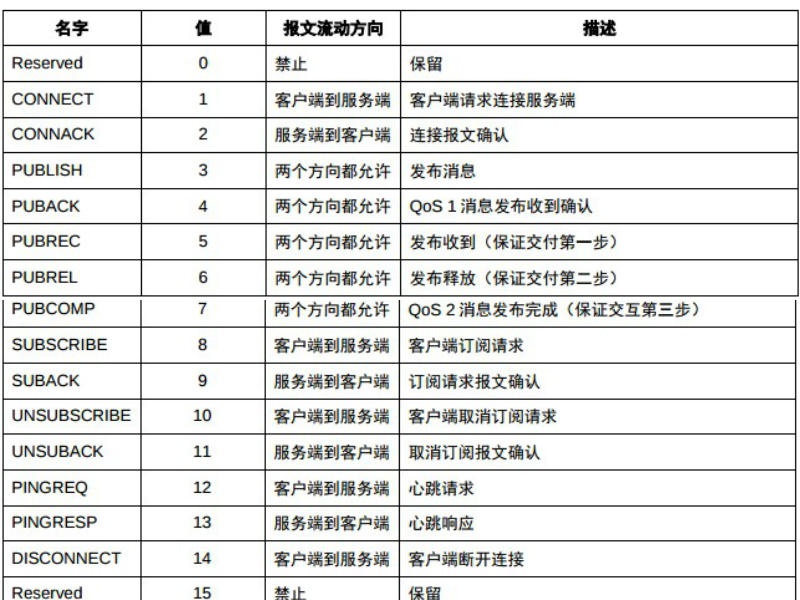 名字 值 报文流动方向 描述
Reserved 0 禁止 保留
CONNECT 1 客户端到服务端 客户端请求连接服务端
CONNACK 2 服务端到客户端 连接报文确认
PUBLISH 3 两个方向都允许 发布消息
PUBACK 4 两个方向都允许 QoS 1 消息发布收到确认
PUBREC 5 两个方向都允许 发布收到（保证交付第一步）
PUBREL 6 两个方向都允许 发布释放（保证交付第二步）
PUBCOMP 7 两个方向都允许 QoS 2 消息发布完成（保证交互第三步）
SUBSCRIBE 8 客户端到服务端 客户端订阅请求
SUBACK 9 服务端到客户端 订阅请求报文确认
UNSUBSCRIBE 10 客户端到服务端 客户端取消订阅请求
UNSUBACK 11 服务端到客户端 取消订阅报文确认
PINGREQ 12 客户端到服务端 心跳请求
PINGRESP 13 服务端到客户端 心跳响应
DISCONNECT 14 客户端到服务端 客户端断开连接
Reserved 15 禁止 保留